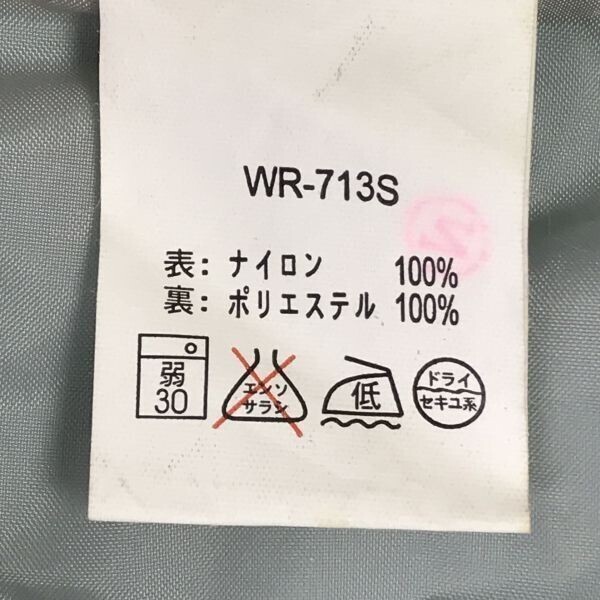 WR-713S
表: ナイロン 100%
裏: ポリエステル 100%
弱
30
エンソ
サラシ
低
ドライ
セキユ系